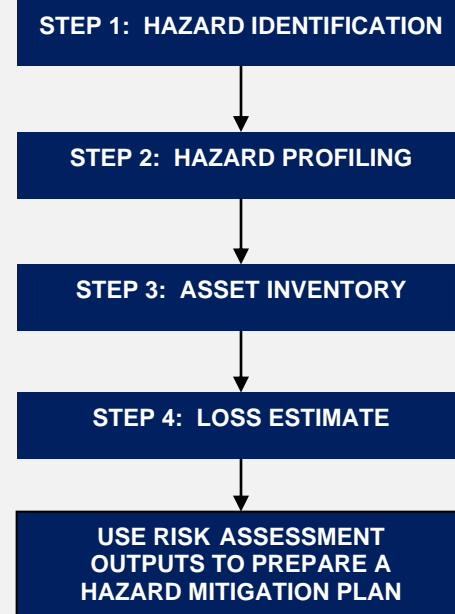 STEP 1: HAZARD IDENTIFICATION
STEP 2: HAZARD PROFILING
STEP 3: ASSET INVENTORY
STEP 4: LOSS ESTIMATE
USE RISK ASSESSMENT
OUTPUTS TO PREPARE A
HAZARD MITIGATION PLAN